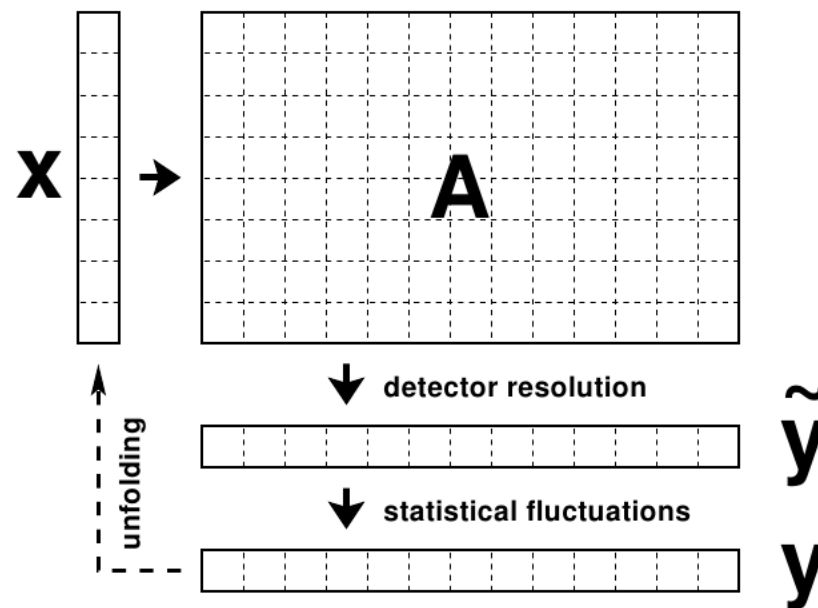 x
A
detector resolution
ỹ
unfolding
statistical fluctuations
y